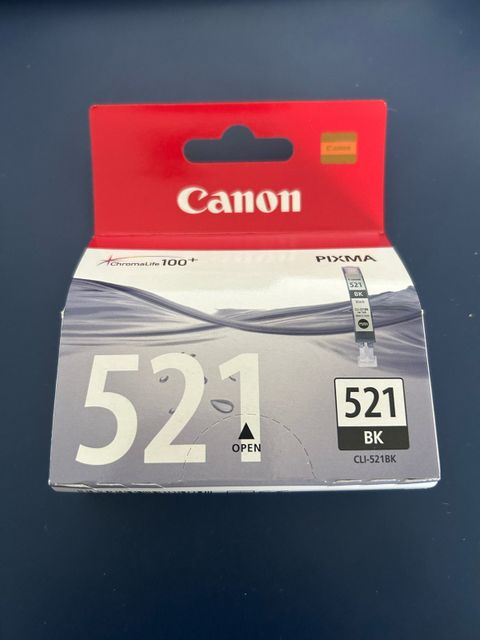 Canon
Canon
ChromaLife 100+
PIXMA
521
BK
521
521
BK
OPEN
CLI-521BK